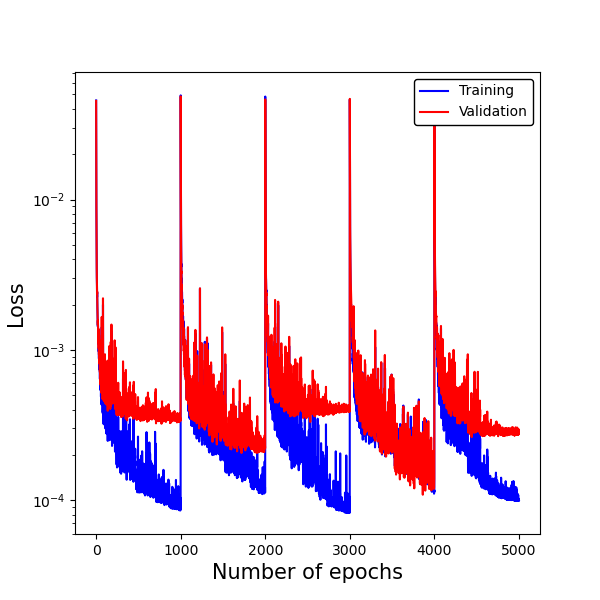 Training
Validation
Loss
10⁻²
10⁻³
10⁻⁴
0 1000 2000 3000 4000 5000
Number of epochs